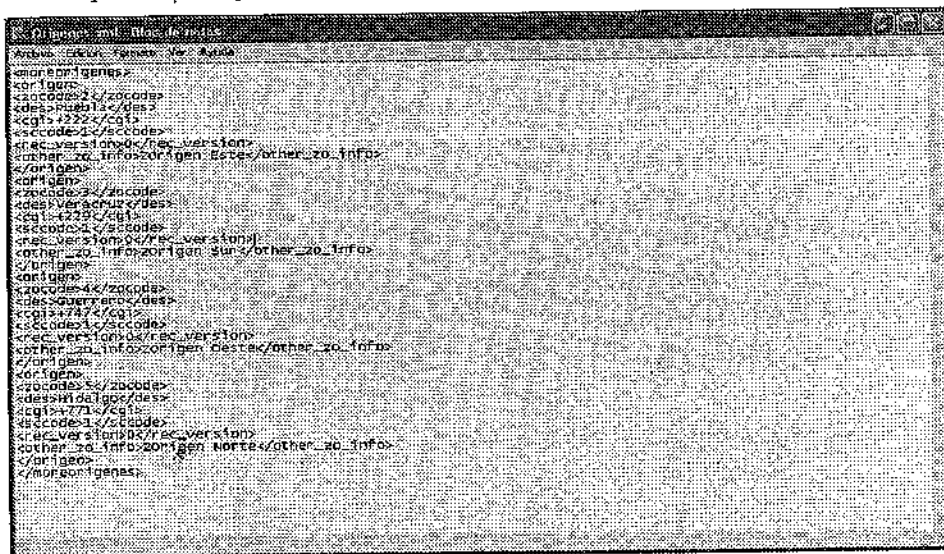 Origenes.xml - Bloc de notas
Archivo Edición Formato Ver Ayuda
<moreorigenes>
<origen>
<zocode>2</zocode>
<des>Puebla</des>
<cgi>+222</cgi>
<sccode>1</sccode>
<rec_version>0</rec_version>
<other_zo_info>ZOrigen Este</other_zo_info>
</origen>
<origen>
<zocode>3</zocode>
<des>Veracruz</des>
<cgi>+229</cgi>
<sccode>1</sccode>
<rec_version>0</rec_version>
<other_zo_info>ZOrigen Sur</other_zo_info>
</origen>
<origen>
<zocode>4</zocode>
<des>Guerrero</des>
<cgi>+747</cgi>
<sccode>1</sccode>
<rec_version>0</rec_version>
<other_zo_info>ZOrigen Oeste</other_zo_info>
</origen>
<origen>
<zocode>5</zocode>
<des>Hidalgo</des>
<cgi>+771</cgi>
<sccode>1</sccode>
<rec_version>0</rec_version>
<other_zo_info>ZOrigen Norte</other_zo_info>
</origen>
</moreorigenes>